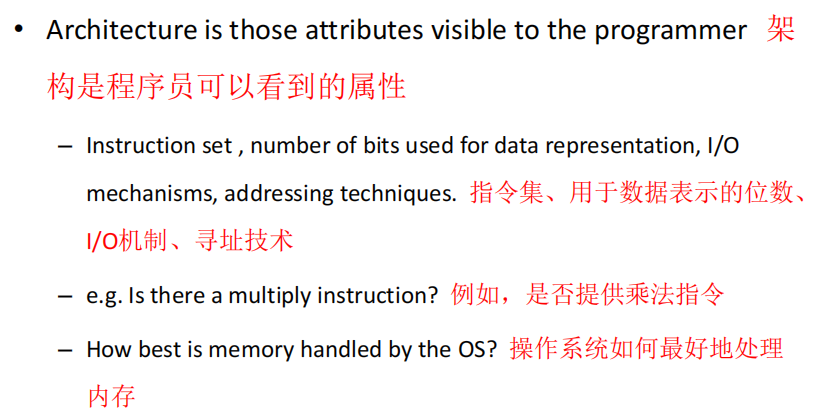 • Architecture is those attributes visible to the programmer 架
构是程序员可以看到的属性
– Instruction set , number of bits used for data representation, I/O
mechanisms, addressing techniques. 指令集、用于数据表示的位数、
I/O机制、寻址技术
– e.g. Is there a multiply instruction? 例如，是否提供乘法指令
– How best is memory handled by the OS? 操作系统如何最好地处理
内存